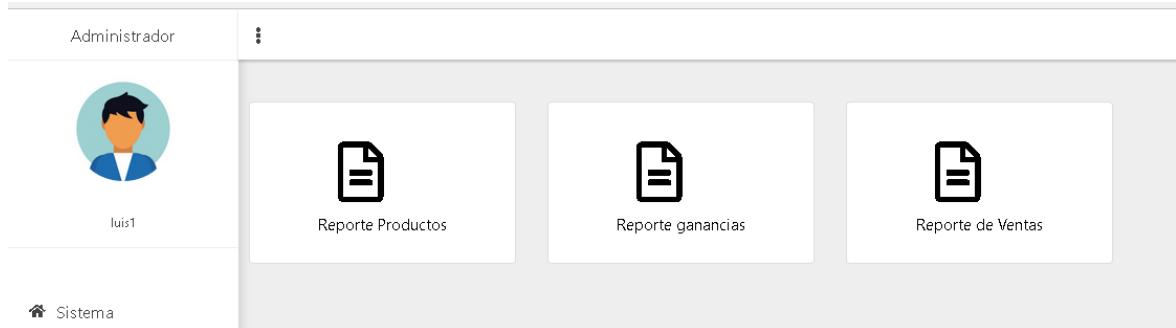 Administrador
luis1
Sistema
Reporte Productos
Reporte ganancias
Reporte de Ventas